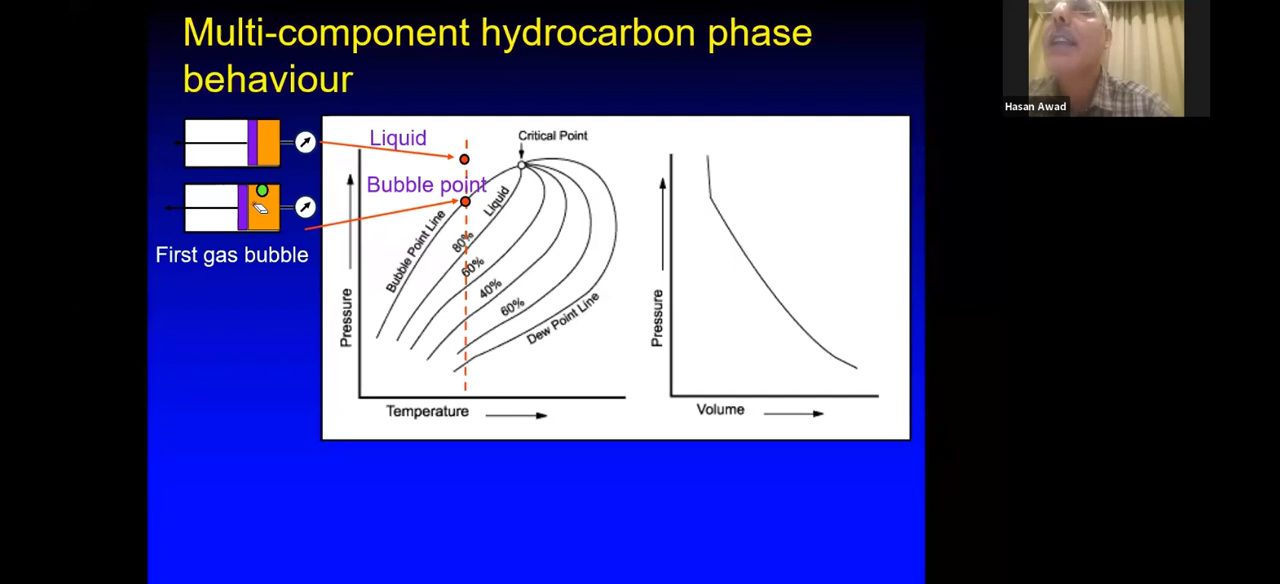 Multi-component hydrocarbon phase
behaviour
Hasan Awad
Liquid
Bubble point
First gas bubble
Critical Point
Bubble Point Line
Liquid
80%
60%
40%
60%
Dew Point Line
Pressure
Temperature
Pressure
Volume